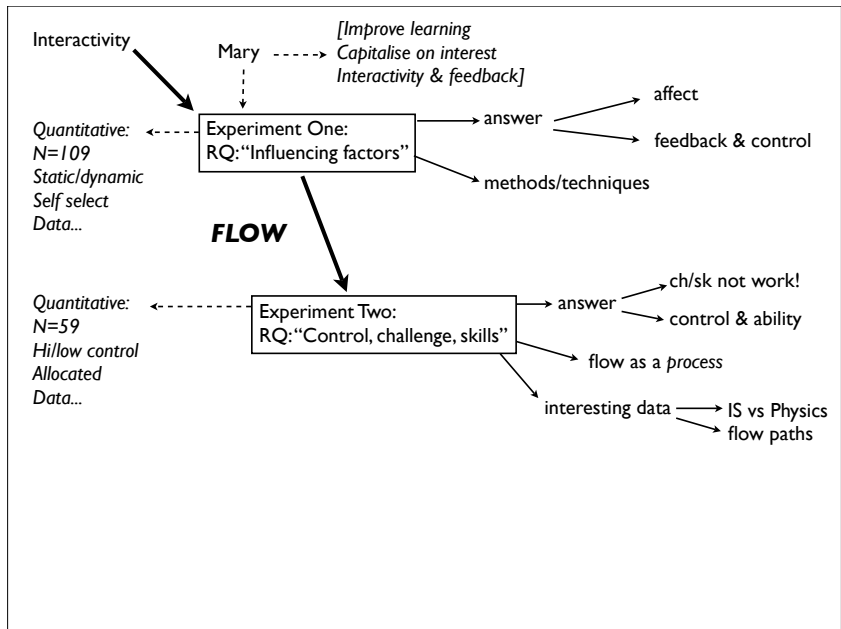 Interactivity
Mary
[Improve learning
Capitalise on interest
Interactivity & feedback]
Quantitative:
N=109
Static/dynamic
Self select
Data...
Experiment One:
RQ:“Influencing factors”
answer
affect
feedback & control
methods/techniques
FLOW
Quantitative:
N=59
Hi/low control
Allocated
Data...
Experiment Two:
RQ:“Control, challenge, skills”
answer
ch/sk not work!
control & ability
flow as a process
interesting data
IS vs Physics
flow paths